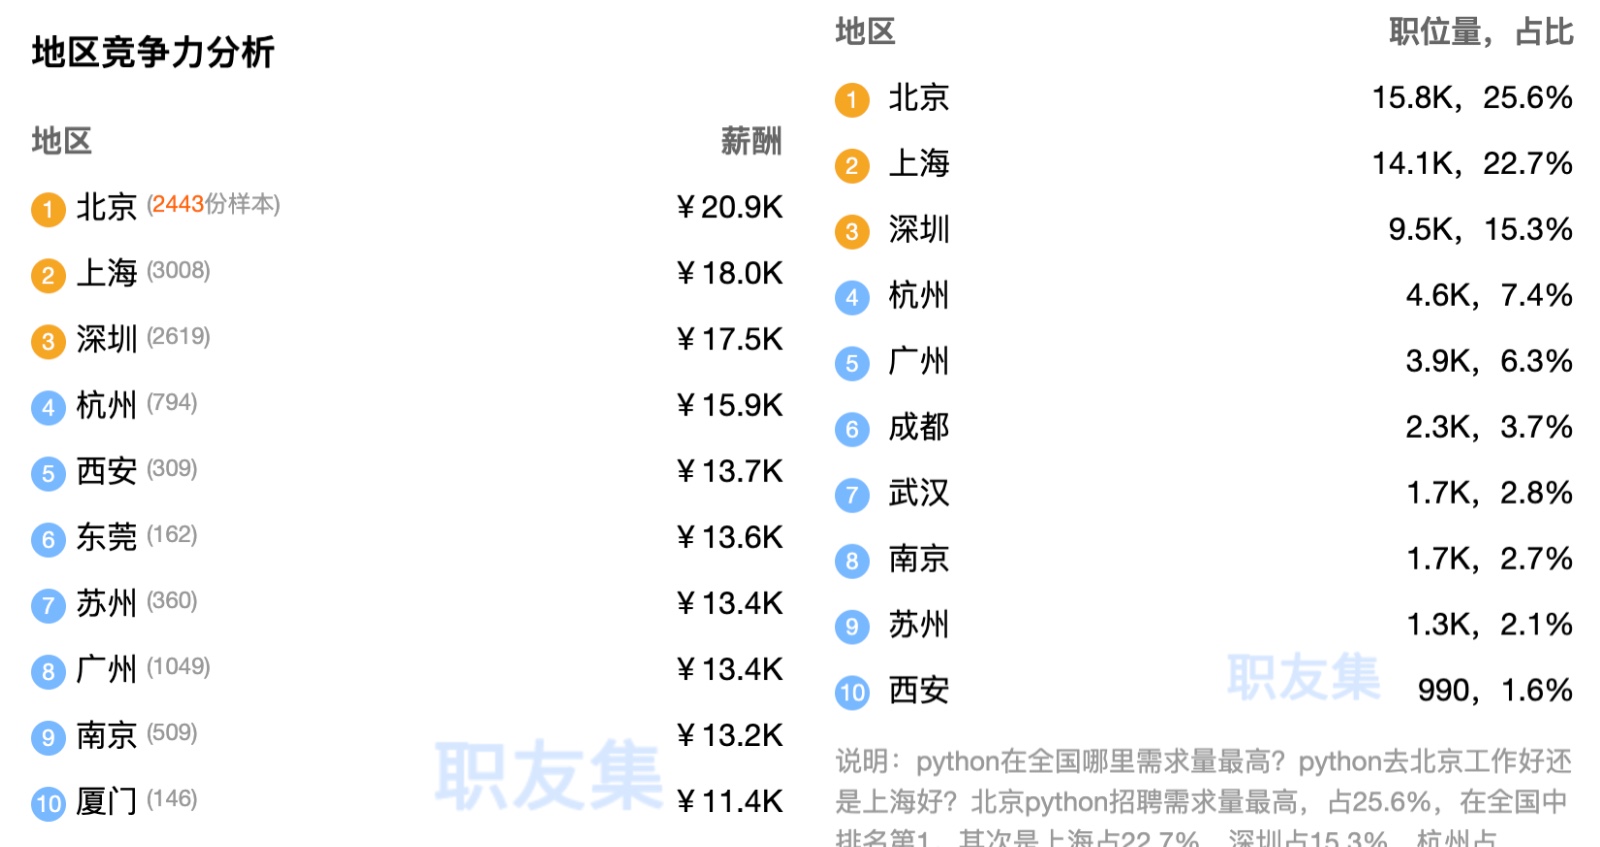 地区竞争力分析
地区 薪酬
1 北京 (2443份样本) ¥20.9K
2 上海 (3008) ¥18.0K
3 深圳 (2619) ¥17.5K
4 杭州 (794) ¥15.9K
5 西安 (309) ¥13.7K
6 东莞 (162) ¥13.6K
7 苏州 (360) ¥13.4K
8 广州 (1049) ¥13.4K
9 南京 (509) ¥13.2K
10 厦门 (146) ¥11.4K
职友集
地区 职位量，占比
1 北京 15.8K，25.6%
2 上海 14.1K，22.7%
3 深圳 9.5K，15.3%
4 杭州 4.6K，7.4%
5 广州 3.9K，6.3%
6 成都 2.3K，3.7%
7 武汉 1.7K，2.8%
8 南京 1.7K，2.7%
9 苏州 1.3K，2.1%
10 西安 990，1.6%
职友集
说明：python在全国哪里需求量最高？python去北京工作好还
是上海好？北京python招聘需求量最高，占25.6%，在全国中
排名第1，其次是上海占22.7%，深圳占15.3%，杭州占